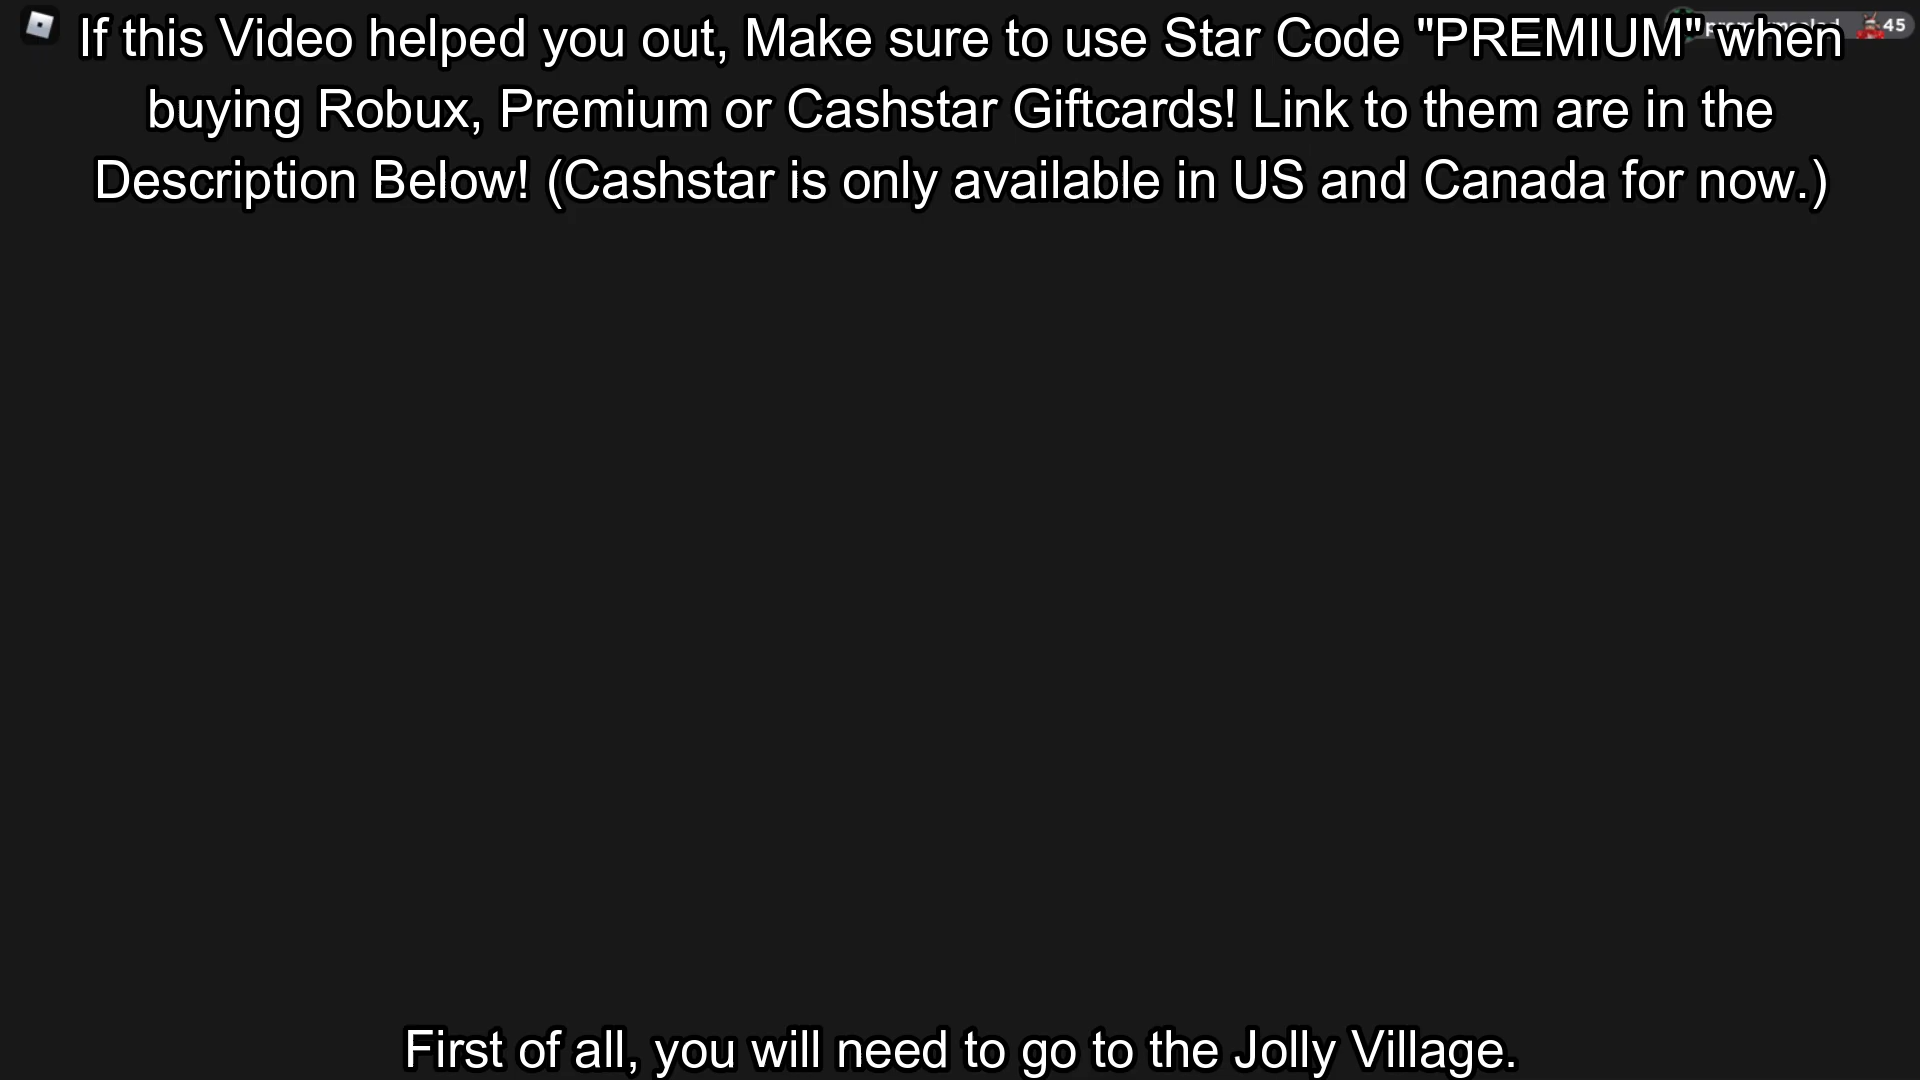 If this Video helped you out, Make sure to use Star Code "PREMIUM" when
45
buying Robux, Premium or Cashstar Giftcards! Link to them are in the
Description Below! (Cashstar is only available in US and Canada for now.)
First of all, you will need to go to the Jolly Village.